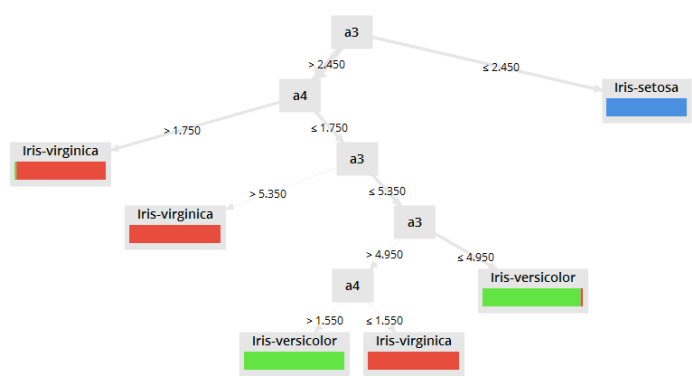 a3
> 2.450
≤ 2.450
a4
Iris-setosa
> 1.750
≤ 1.750
Iris-virginica
a3
> 5.350
≤ 5.350
Iris-virginica
a3
> 4.950
≤ 4.950
a4
Iris-versicolor
> 1.550
≤ 1.550
Iris-versicolor
Iris-virginica